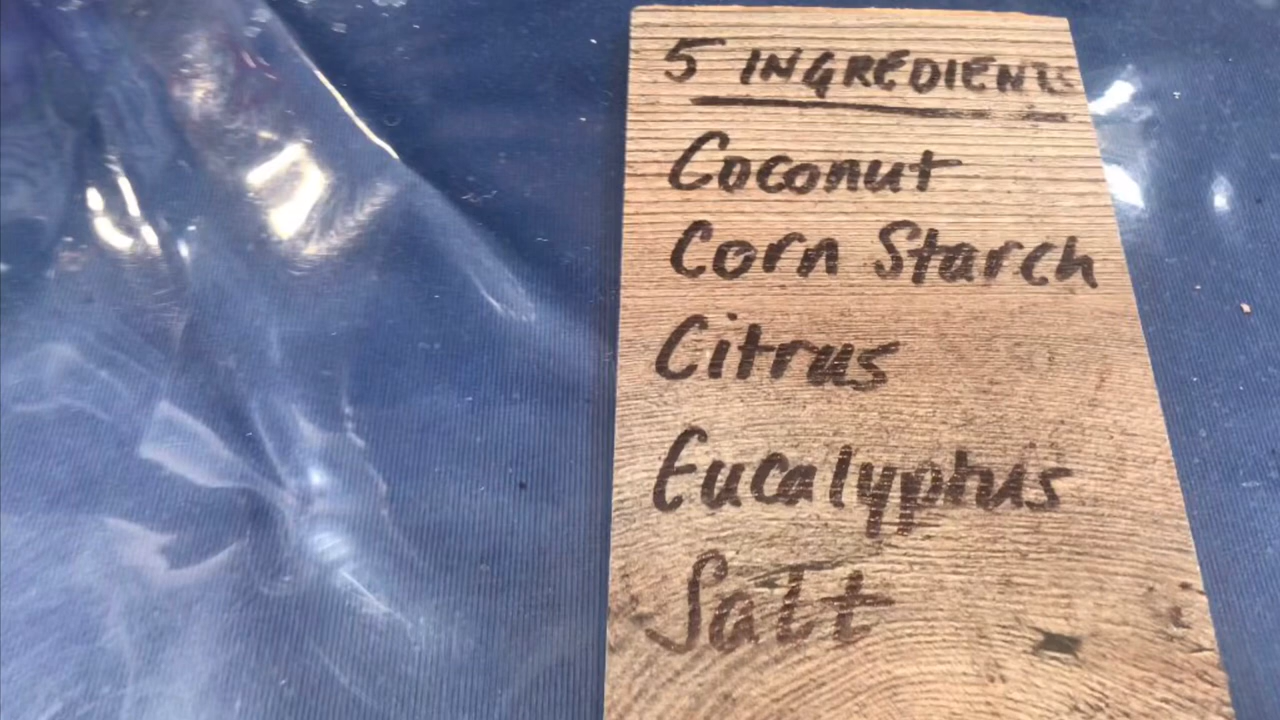 5 INGREDIENTS
Coconut
Corn Starch
Citrus
Eucalyptus
Salt